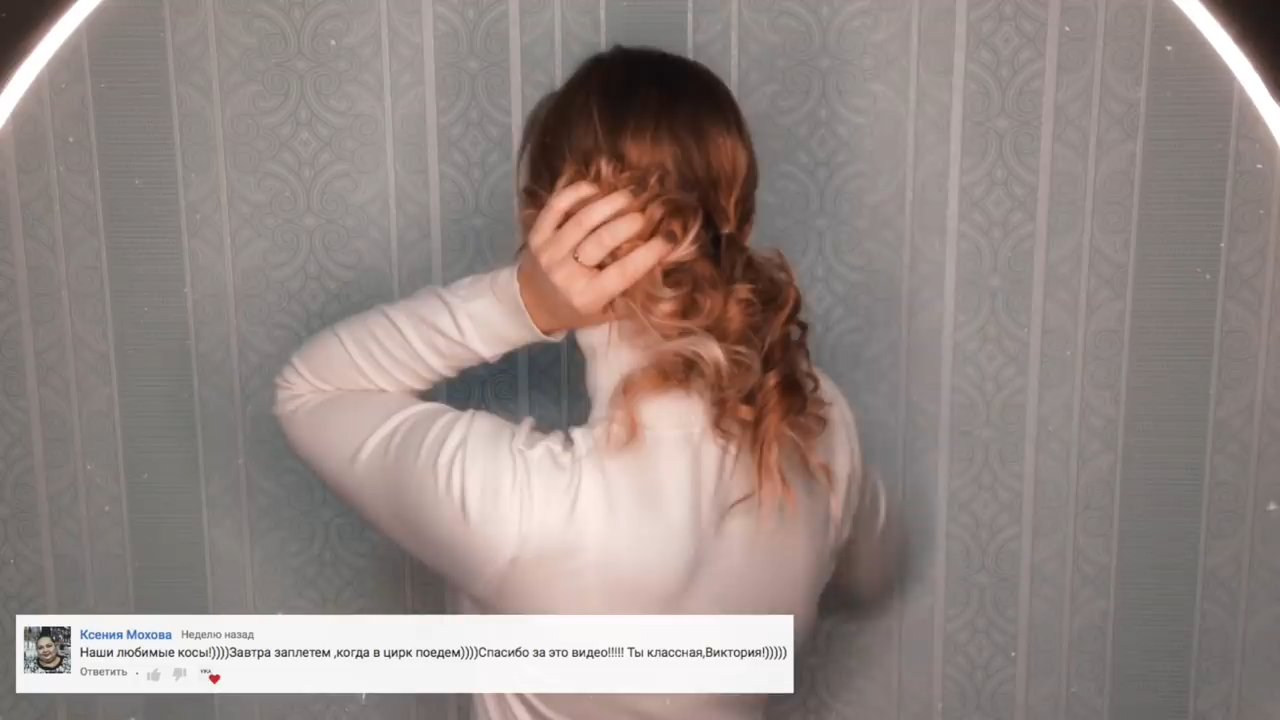 Ксения Мохова Неделю назад
Наши любимые косы!))))Завтра заплетем ,когда в цирк поедем))))Спасибо за это видео!!!!! Ты классная,Виктория!)))))
Ответить